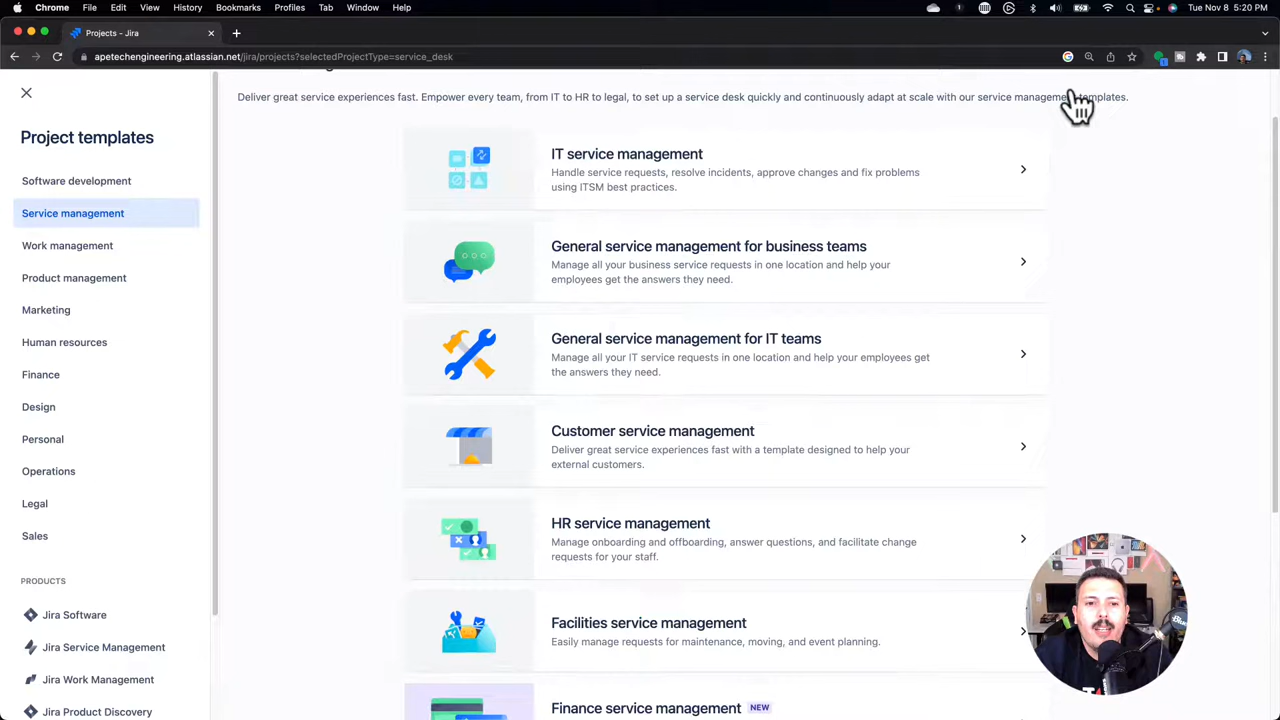 Chrome File Edit View History Bookmarks Profiles Tab Window Help
Tue Nov 8 5:20 PM
Projects - Jira
apetechengineering.atlassian.net/jira/projects?selectedProjectType=service_desk
Deliver great service experiences fast. Empower every team, from IT to HR to legal, to set up a service desk quickly and continuously adapt at scale with our service management templates.
Project templates
Software development
Service management
Work management
Product management
Marketing
Human resources
Finance
Design
Personal
Operations
Legal
Sales
PRODUCTS
Jira Software
Jira Service Management
Jira Work Management
Jira Product Discovery
IT service management
Handle service requests, resolve incidents, approve changes and fix problems
using ITSM best practices.
General service management for business teams
Manage all your business service requests in one location and help your
employees get the answers they need.
General service management for IT teams
Manage all your IT service requests in one location and help your employees get
the answers they need.
Customer service management
Deliver great service experiences fast with a template designed to help your
external customers.
HR service management
Manage onboarding and offboarding, answer questions, and facilitate change
requests for your staff.
Facilities service management
Easily manage requests for maintenance, moving, and event planning.
Finance service management NEW